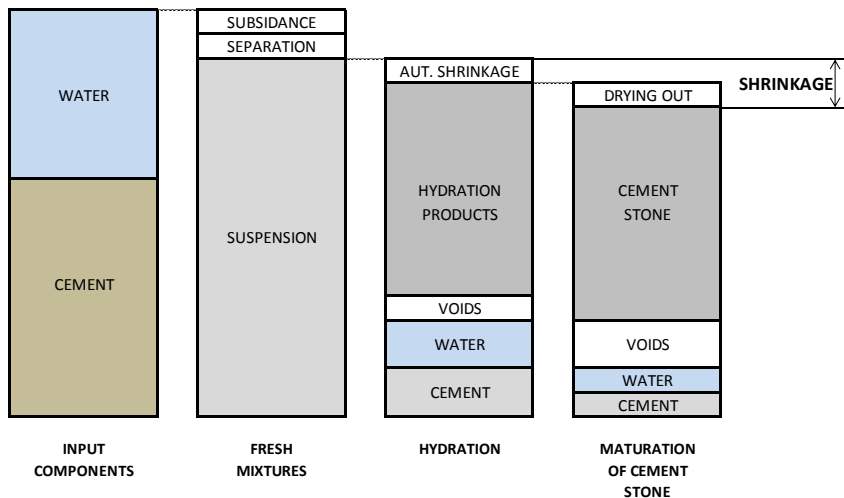 WATER
CEMENT
INPUT
COMPONENTS
SUBSIDANCE
SEPARATION
SUSPENSION
FRESH
MIXTURES
AUT. SHRINKAGE
HYDRATION
PRODUCTS
VOIDS
WATER
CEMENT
HYDRATION
DRYING OUT
CEMENT
STONE
VOIDS
WATER
CEMENT
MATURATION
OF CEMENT
STONE
SHRINKAGE